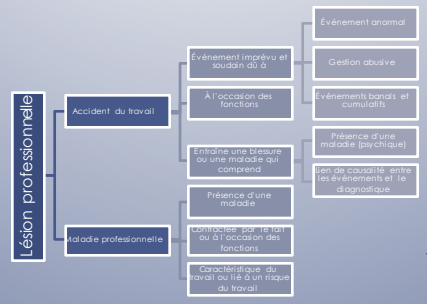 Lésion professionnelle
Accident du travail
Événement imprévu et
soudain dû à
Événement anormal
Gestion abusive
Événements banals et
cumulatifs
À l'occasion des
fonctions
Entraîne une blessure
ou une maladie qui
comprend
Présence d'une
maladie (psychique)
Lien de causalité entre
les événements et le
diagnostique
Maladie professionnelle
Présence d'une
maladie
Contractée par le fait
ou à l'occasion des
fonctions
Caractéristique du
travail ou lié à un risque
du travail